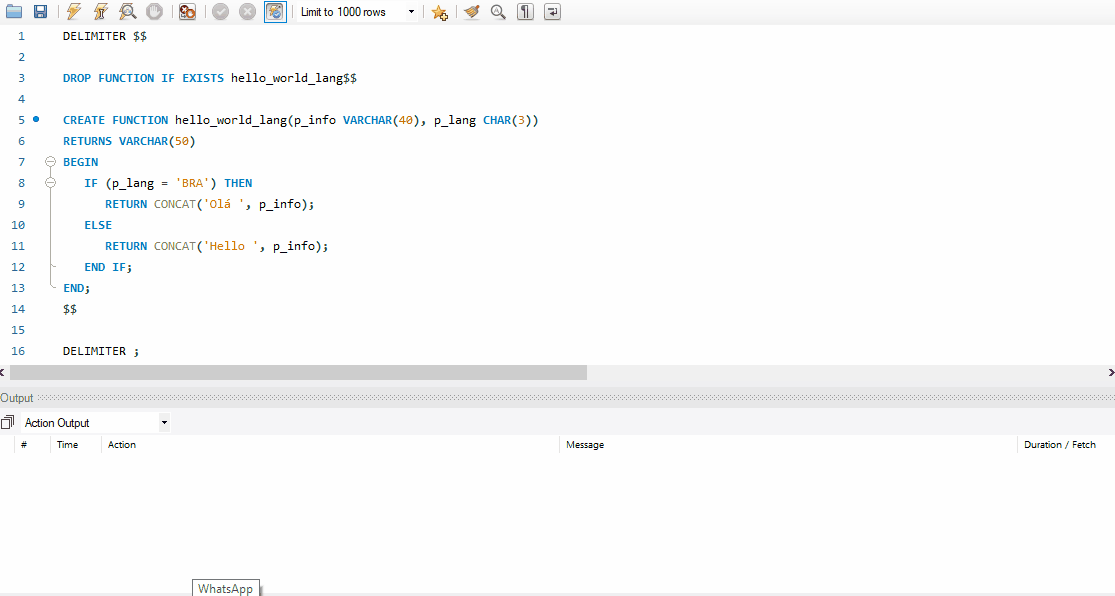 Limit to 1000 rows
1 DELIMITER $$
2
3 DROP FUNCTION IF EXISTS hello_world_lang$$
4
5 CREATE FUNCTION hello_world_lang(p_info VARCHAR(40), p_lang CHAR(3))
6 RETURNS VARCHAR(50)
7 BEGIN
8 IF (p_lang = 'BRA') THEN
9 RETURN CONCAT('Olá ', p_info);
10 ELSE
11 RETURN CONCAT('Hello ', p_info);
12 END IF;
13 END;
14 $$
15
16 DELIMITER ;
Output
Action Output
# Time Action Message Duration / Fetch
WhatsApp